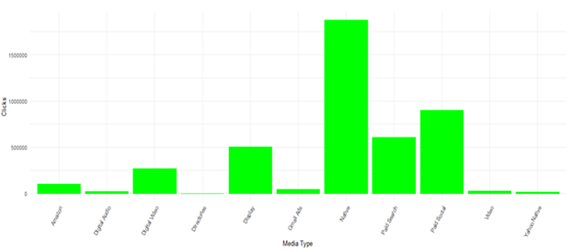 Clicks
1500000
1000000
500000
0
Amazon
Digital Audio
Digital Video
Directories
Display
Gmail Ads
Native
Paid Search
Paid Social
Video
Yahoo Native
Media Type